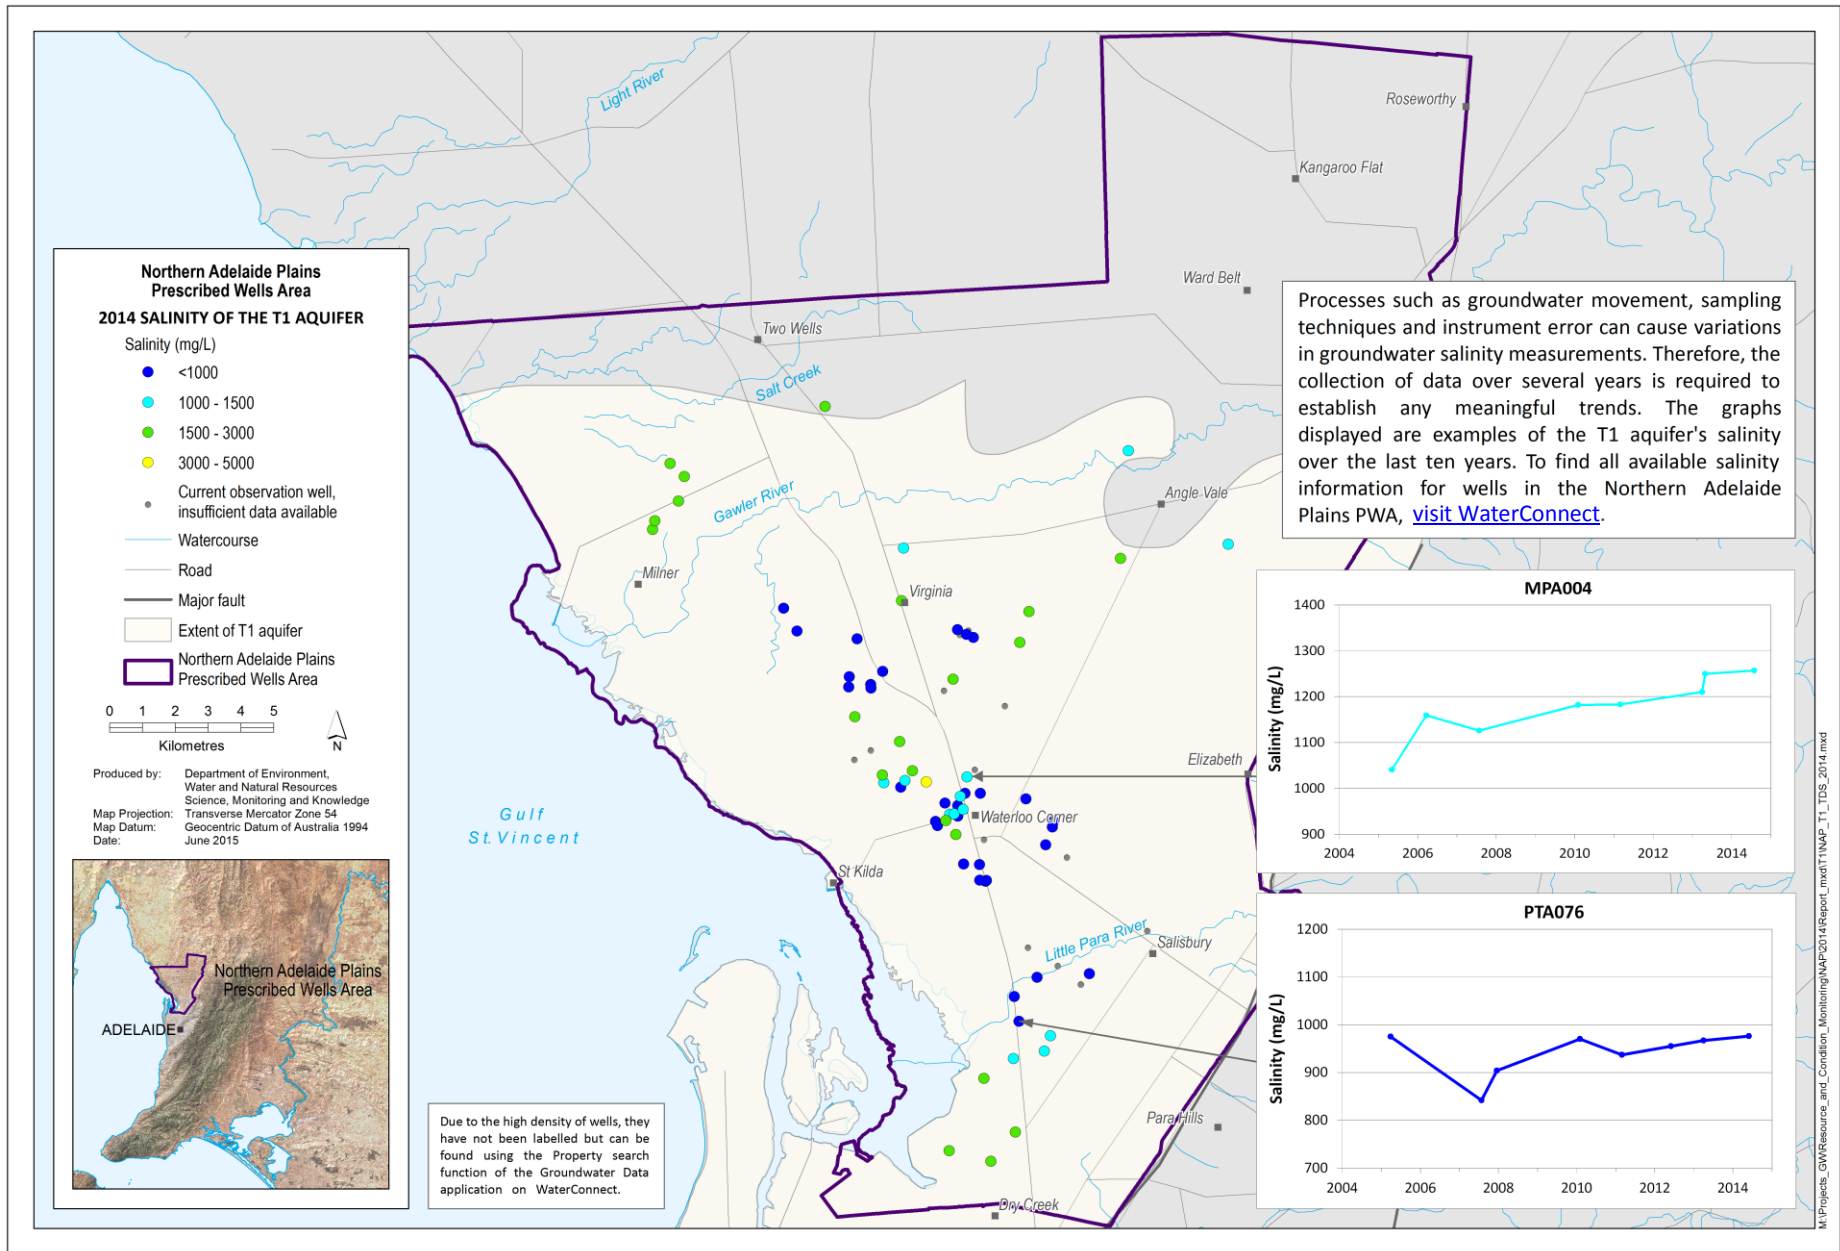 Light River
Roseworthy
Kangaroo Flat
Ward Belt
Two Wells
Salt Creek
Gawler River
Angle Vale
Milner
Virginia
Elizabeth
Waterloo Corner
Gulf
St. Vincent
St Kilda
Little Para River
Salisbury
Para Hills
Dry Creek
Northern Adelaide Plains
Prescribed Wells Area
2014 SALINITY OF THE T1 AQUIFER
Salinity (mg/L)
<1000
1000 - 1500
1500 - 3000
3000 - 5000
Current observation well,
insufficient data available
Watercourse
Road
Major fault
Extent of T1 aquifer
Northern Adelaide Plains
Prescribed Wells Area
0 1 2 3 4 5
Kilometres
N
Produced by: Department of Environment,
Water and Natural Resources
Science, Monitoring and Knowledge
Map Projection: Transverse Mercator Zone 54
Map Datum: Geocentric Datum of Australia 1994
Date: June 2015
Northern Adelaide Plains
Prescribed Wells Area
ADELAIDE
Due to the high density of wells, they
have not been labelled but can be
found using the Property search
function of the Groundwater Data
application on WaterConnect.
Processes such as groundwater movement, sampling
techniques and instrument error can cause variations
in groundwater salinity measurements. Therefore, the
collection of data over several years is required to
establish any meaningful trends. The graphs
displayed are examples of the T1 aquifer's salinity
over the last ten years. To find all available salinity
information for wells in the Northern Adelaide
Plains PWA, visit WaterConnect.
MPA004
Salinity (mg/L)
1400
1300
1200
1100
1000
900
2004 2006 2008 2010 2012 2014
PTA076
Salinity (mg/L)
1200
1100
1000
900
800
700
2004 2006 2008 2010 2012 2014
M:\Projects_GW\Resource_and_Condition_Monitoring\NAP\2014\Report_mxd\T1\NAP_T1_TDS_2014.mxd